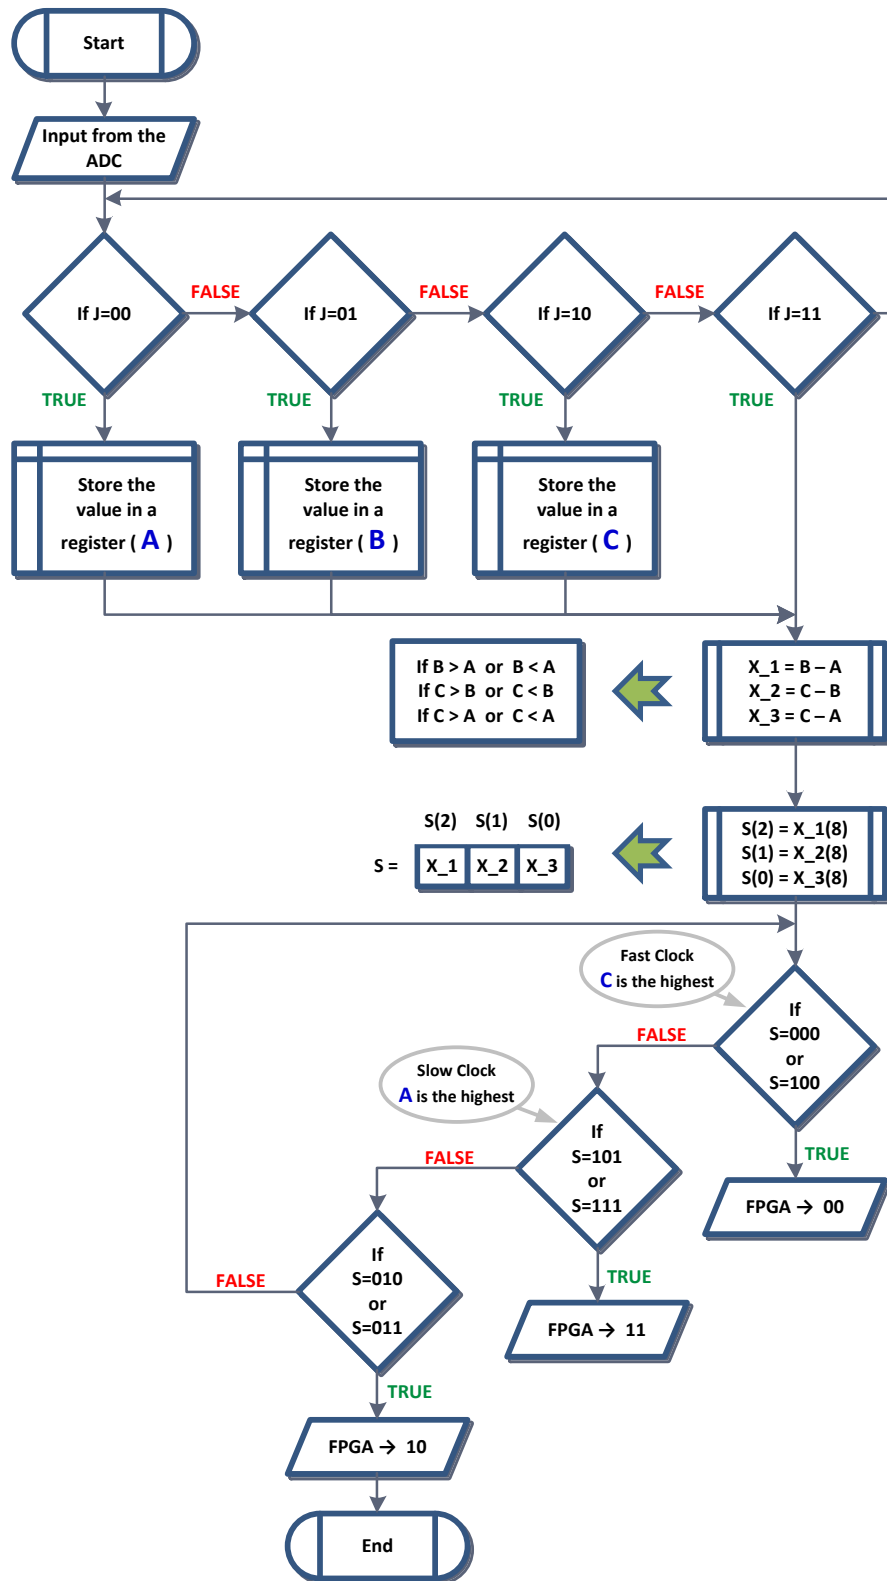 Start
Input from the
ADC
If J=00
FALSE
If J=01
FALSE
If J=10
FALSE
If J=11
TRUE
TRUE
TRUE
TRUE
Store the
value in a
register ( A )
Store the
value in a
register ( B )
Store the
value in a
register ( C )
If B > A or B < A
If C > B or C < B
If C > A or C < A
X_1 = B – A
X_2 = C – B
X_3 = C – A
S(2) S(1) S(0)
S = X_1 X_2 X_3
S(2) = X_1(8)
S(1) = X_2(8)
S(0) = X_3(8)
Fast Clock
C is the highest
If
S=000
or
S=100
FALSE
TRUE
FPGA → 00
Slow Clock
A is the highest
If
S=101
or
S=111
FALSE
TRUE
FPGA → 11
If
S=010
or
S=011
FALSE
TRUE
FPGA → 10
End